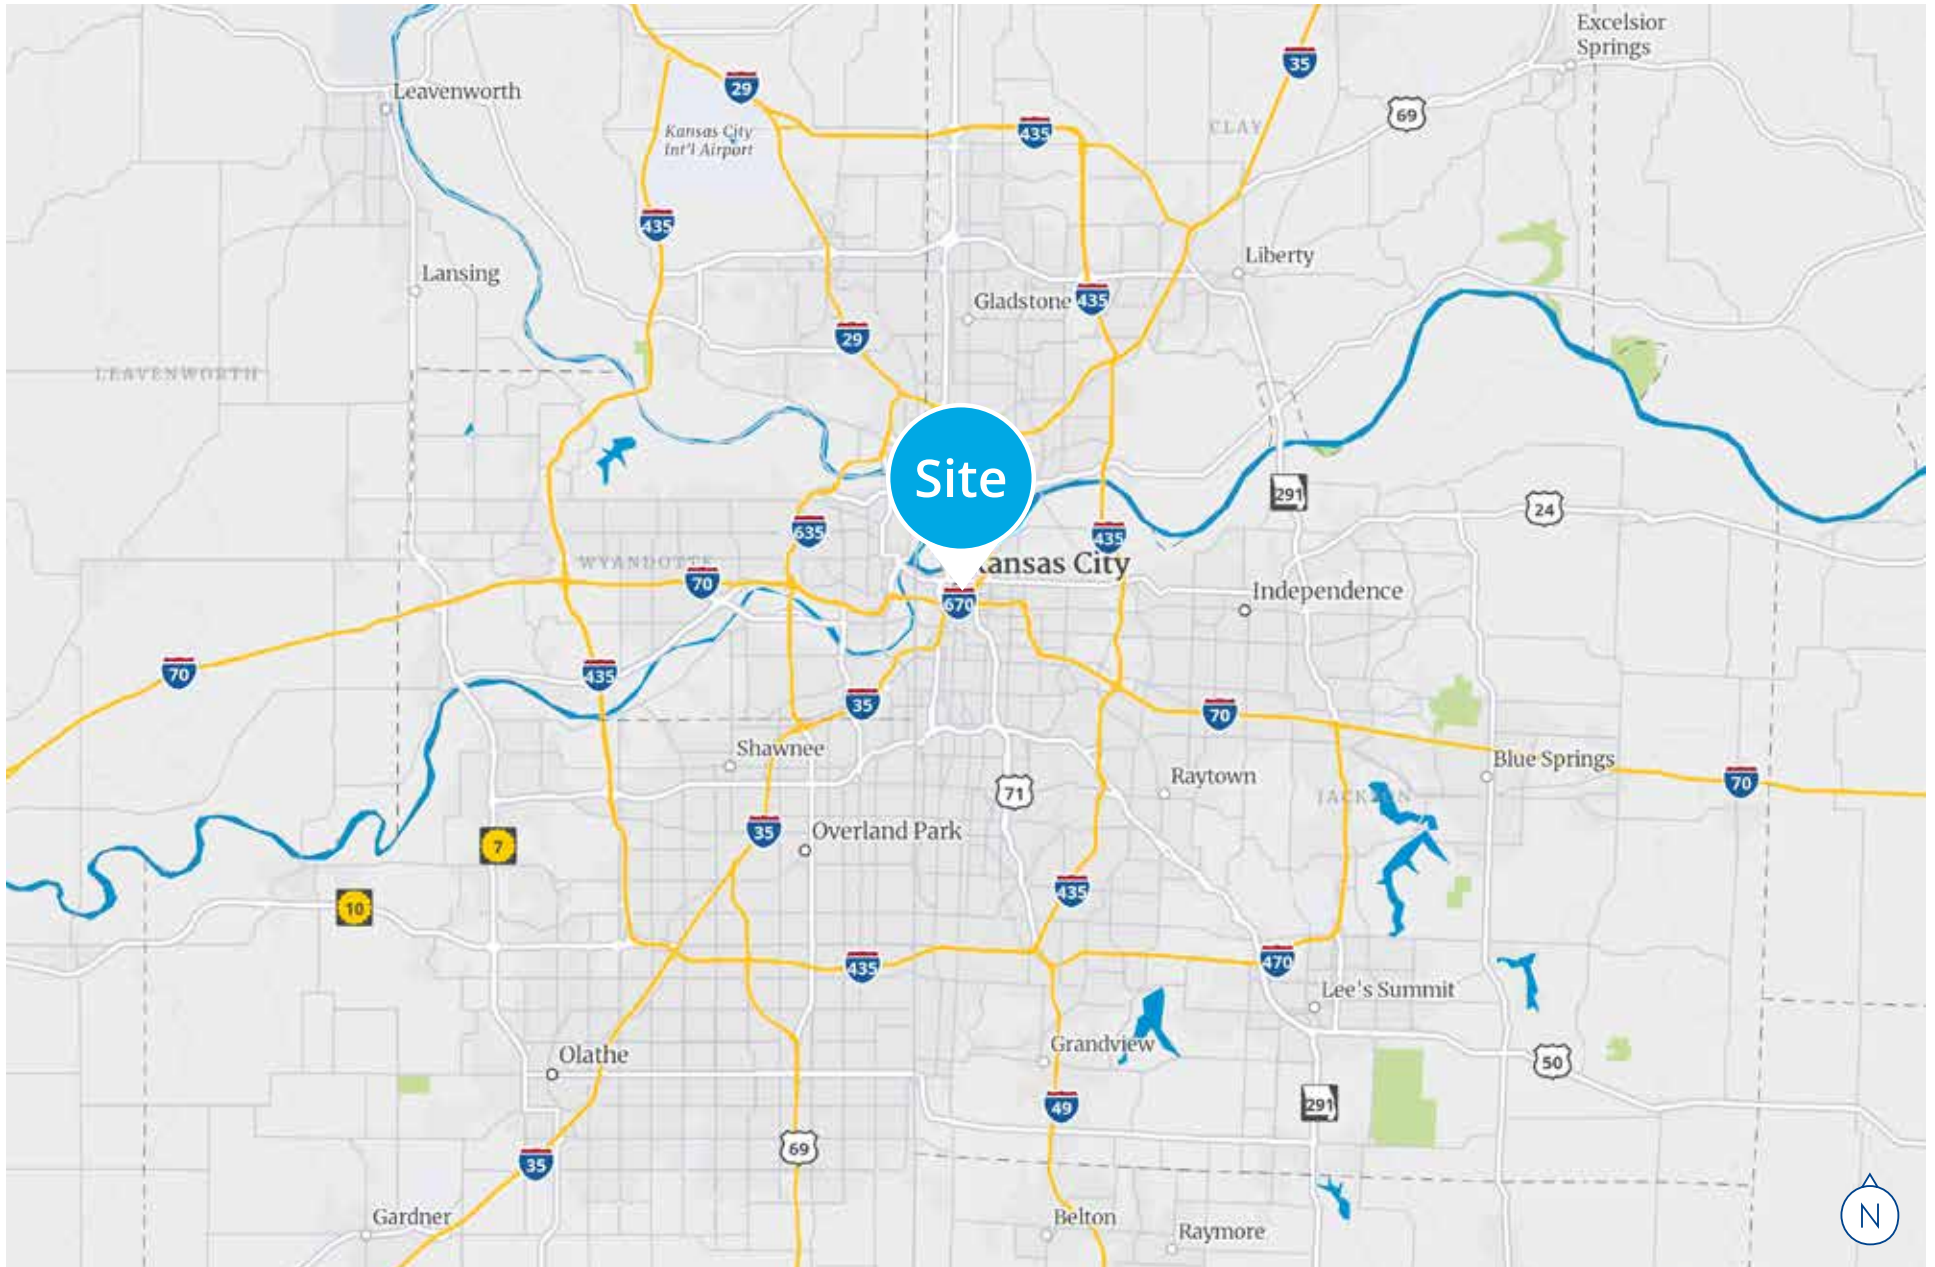 Excelsior
Springs
35
29
Leavenworth
69
Kansas City
Int'l Airport
435
CLAY
435
Liberty
Lansing
Gladstone
435
29
LEAVENWORTH
Site
291
24
635
435
WYANDOTTE
ansas City
70
Independence
670
70
435
35
70
Shawnee
Blue Springs
Raytown
70
71
JACKSON
35
Overland Park
7
435
10
435
470
Lee's Summit
Grandview
Olathe
50
49
291
69
35
N
Gardner
Belton
Raymore